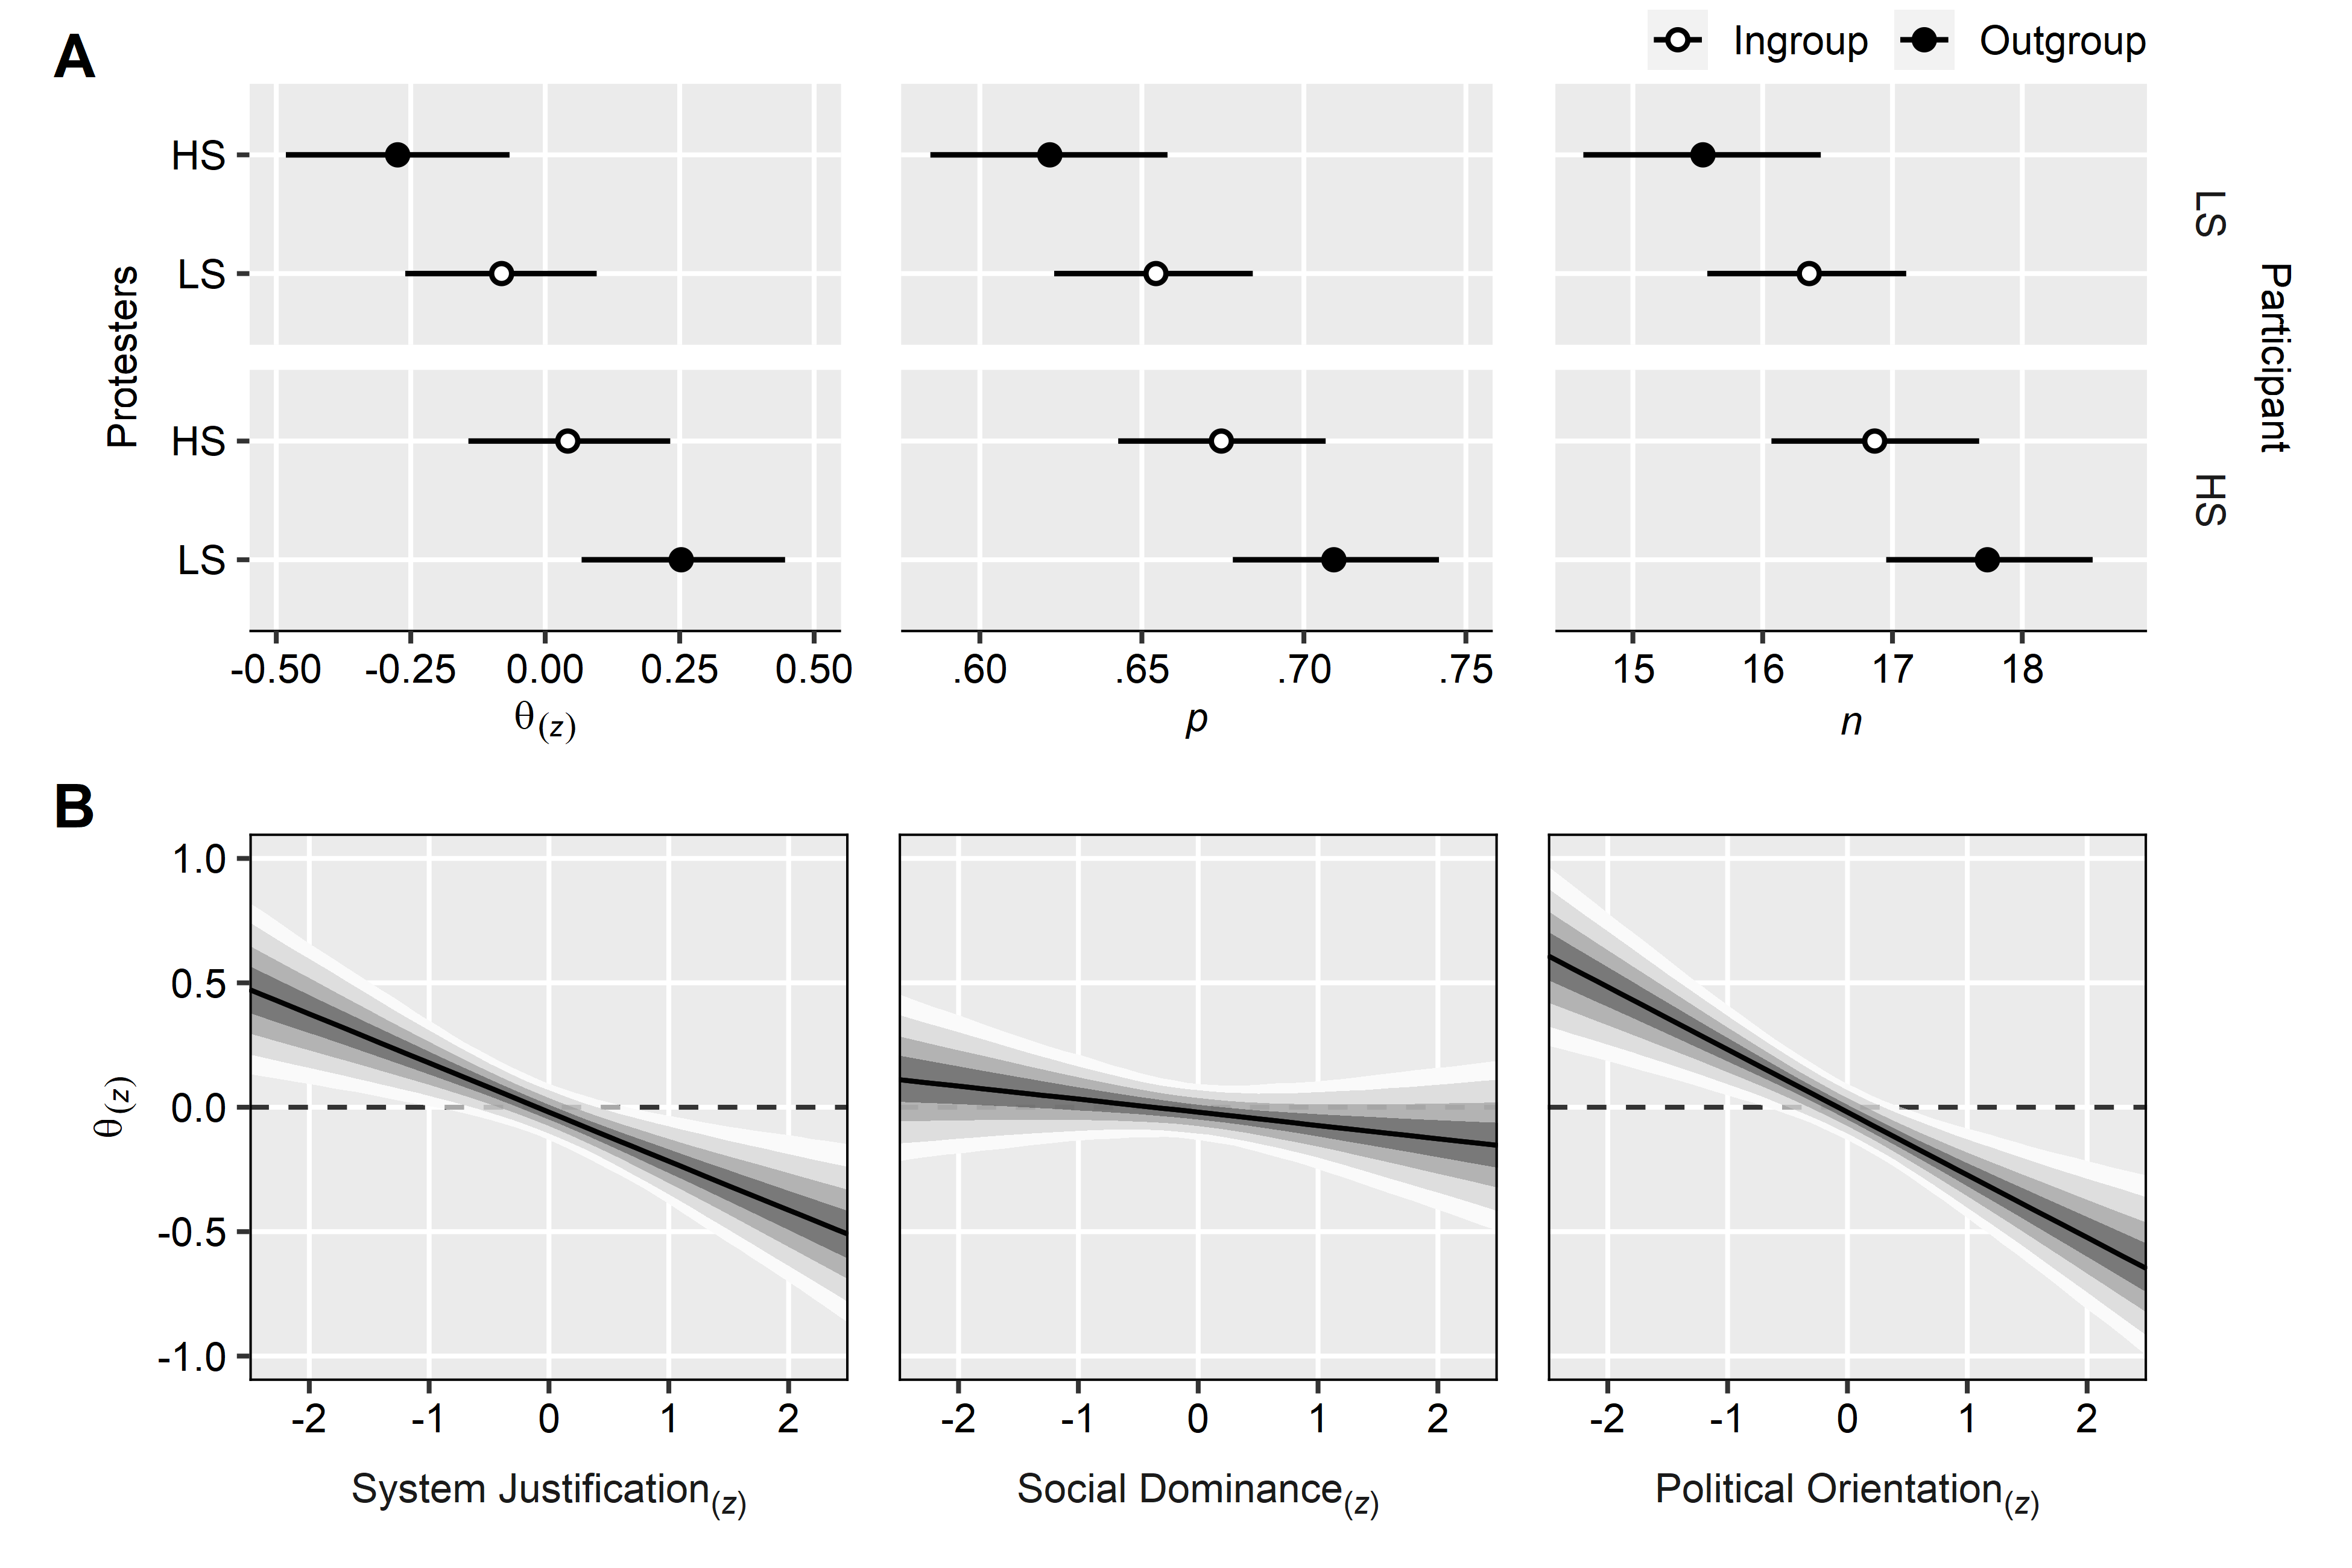 A
Ingroup Outgroup
HS
LS
HS
LS
Protesters
LS
HS
Participant
-0.50 -0.25 0.00 0.25 0.50
.60 .65 .70 .75
15 16 17 18
θ(z)
p
n
B
1.0
0.5
0.0
-0.5
-1.0
θ(z)
-2 -1 0 1 2
-2 -1 0 1 2
-2 -1 0 1 2
System Justification(z)
Social Dominance(z)
Political Orientation(z)